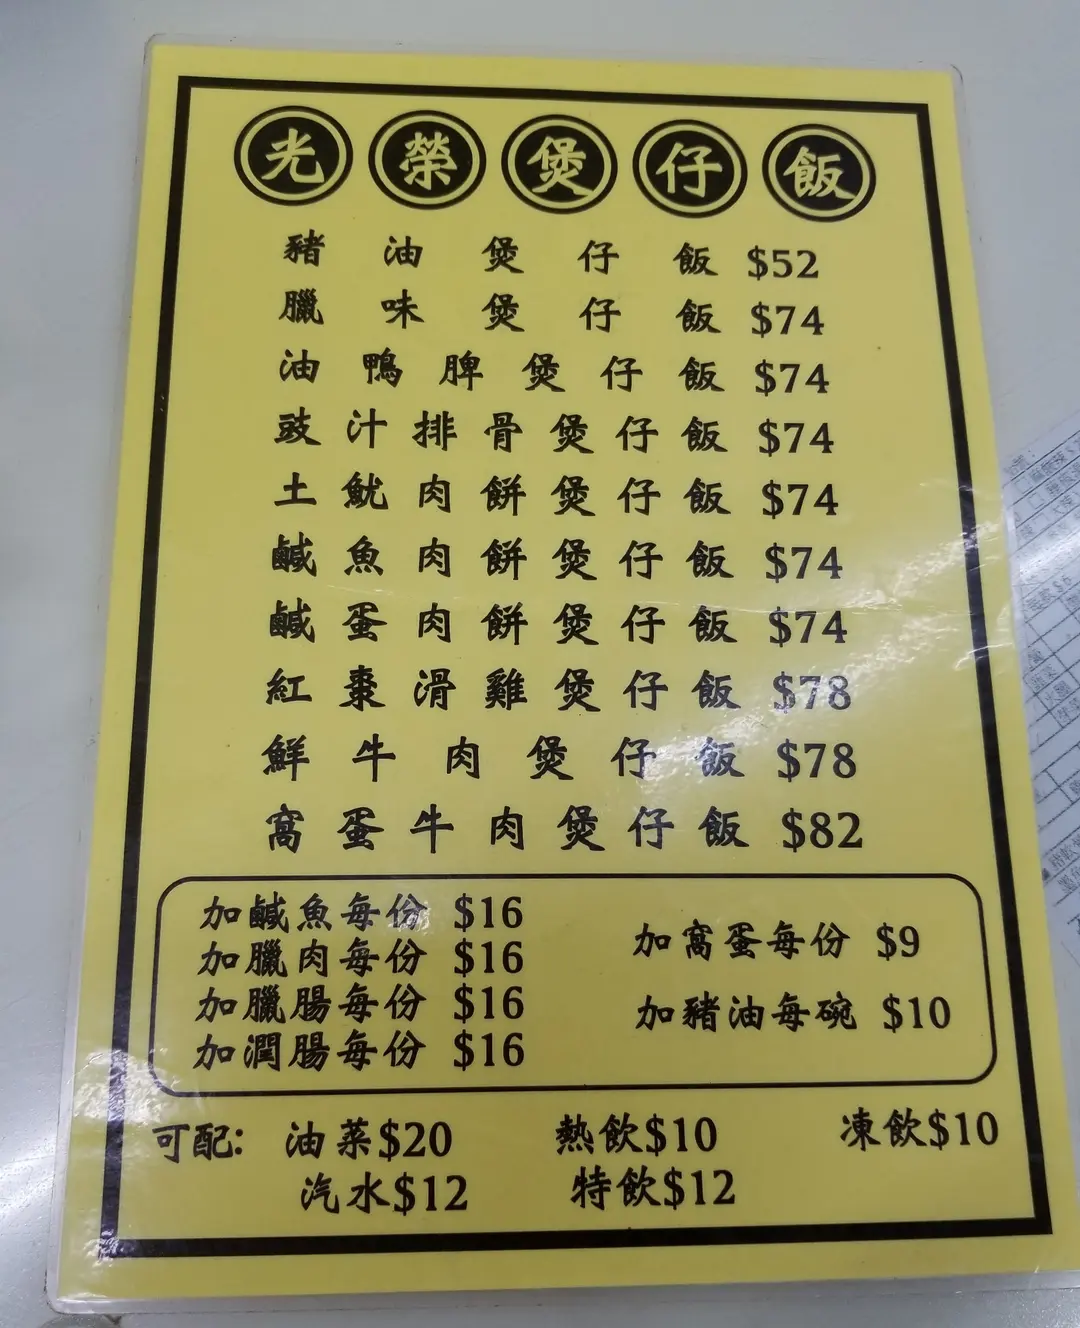 光榮煲仔飯
豬油煲仔飯 $52
臘味煲仔飯 $74
油鴨脾煲仔飯 $74
豉汁排骨煲仔飯 $74
土魷肉餅煲仔飯 $74
鹹魚肉餅煲仔飯 $74
鹹蛋肉餅煲仔飯 $74
紅棗滑雞煲仔飯 $78
鮮牛肉煲仔飯 $78
窩蛋牛肉煲仔飯 $82
加鹹魚每份 $16
加臘肉每份 $16
加臘腸每份 $16
加潤腸每份 $16
加窩蛋每份 $9
加豬油每碗 $10
可配: 油菜$20 熱飲$10 凍飲$10
汽水$12 特飲$12